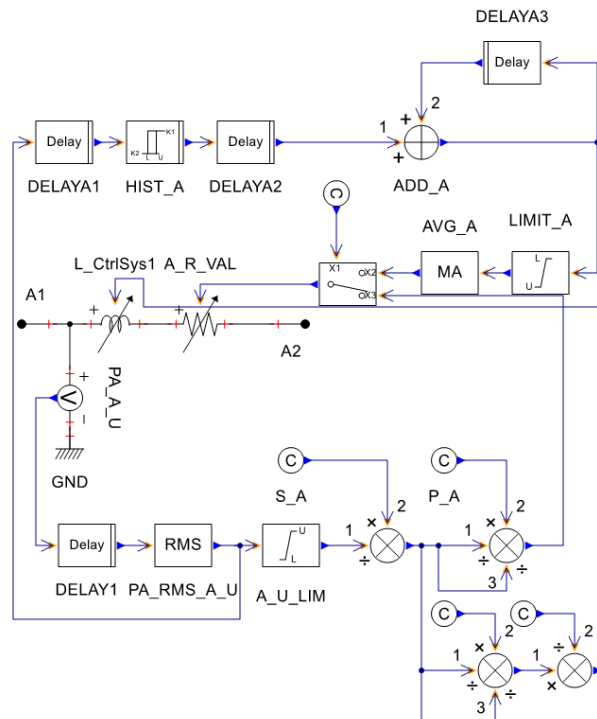 DELAYA3
Delay
+ 2
1
+
Delay
K1
K2 L U
Delay
DELAYA1
HIST_A
DELAYA2
ADD_A
C
AVG_A
LIMIT_A
L_CtrlSys1
A_R_VAL
X1
X2
X3
MA
L
U
A1
+
+
A2
PA_A_U
+
V
−
GND
C
C
S_A
P_A
2
2
Delay
RMS
U
L
1
×
÷
1
×
÷
3
DELAY1
PA_RMS_A_U
A_U_LIM
C
C
2
2
1
×
÷
3
÷
1
÷
×